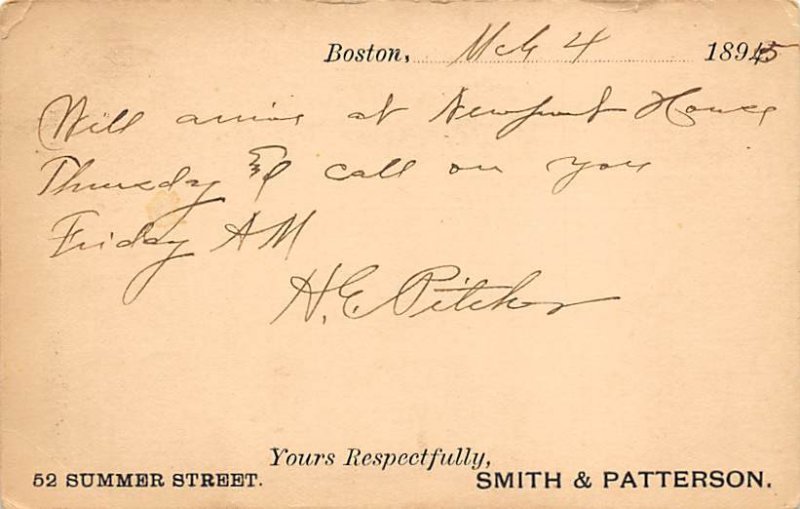 Boston, Mch 4 1895
Will arrive at Newport House
Thursday & call on you
Friday AM
H. E. Pitcher
Yours Respectfully,
52 SUMMER STREET. SMITH & PATTERSON.